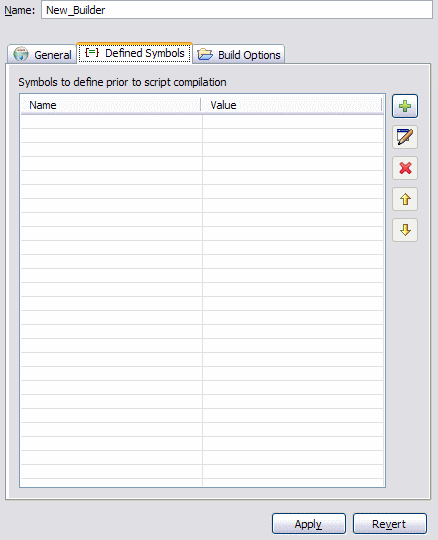 Name: New_Builder
General {=} Defined Symbols Build Options
Symbols to define prior to script compilation
Name Value
Apply Revert